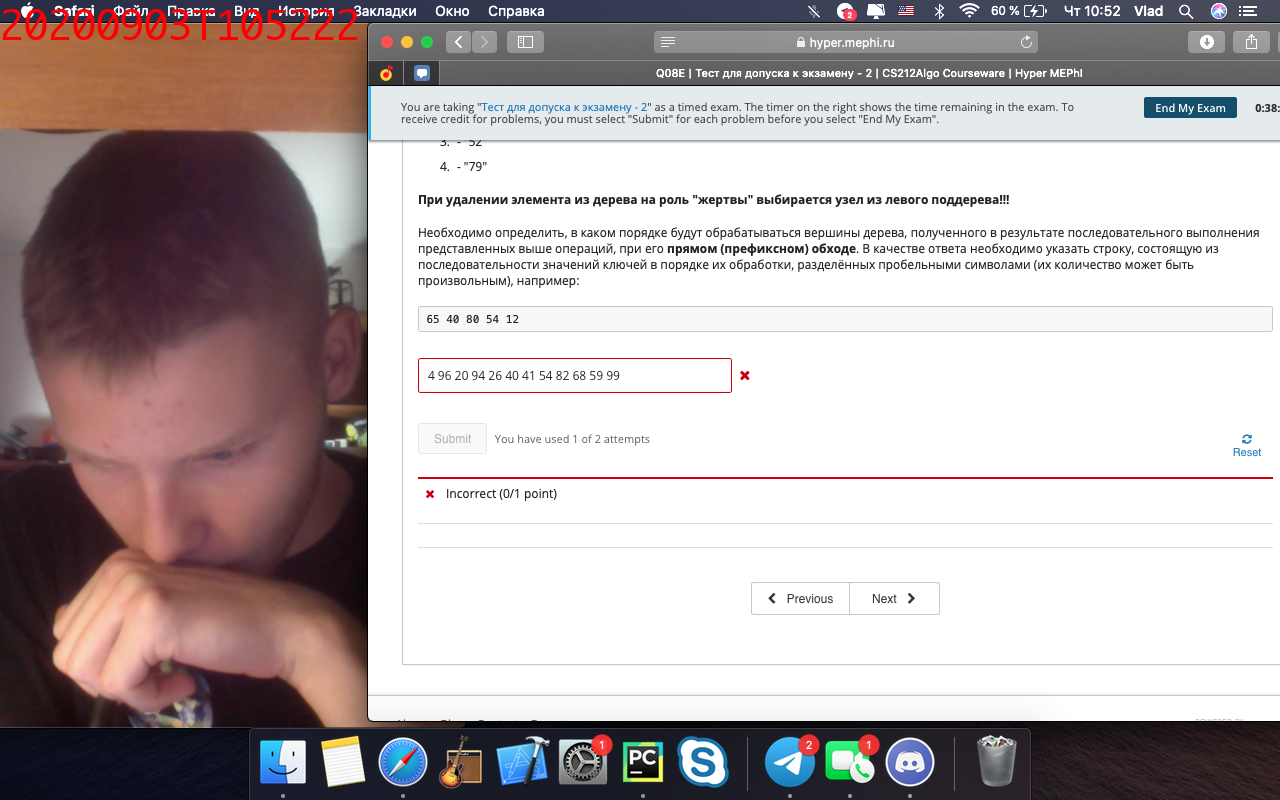 20200903T105222
Safari Файл Правка Вид История Закладки Окно Справка
2
60 % Чт 10:52 Vlad
hyper.mephi.ru
Q08E | Тест для допуска к экзамену - 2 | CS212Algo Courseware | Hyper MEPhI
You are taking "Тест для допуска к экзамену - 2" as a timed exam. The timer on the right shows the time remaining in the exam. To
receive credit for problems, you must select "Submit" for each problem before you select "End My Exam".
End My Exam
0:38:
3. - "52"
4. - "79"
При удалении элемента из дерева на роль "жертвы" выбирается узел из левого поддерева!!!
Необходимо определить, в каком порядке будут обрабатываться вершины дерева, полученного в результате последовательного выполнения
представленных выше операций, при его прямом (префиксном) обходе. В качестве ответа необходимо указать строку, состоящую из
последовательности значений ключей в порядке их обработки, разделённых пробельными символами (их количество может быть
произвольным), например:
65 40 80 54 12
4 96 20 94 26 40 41 54 82 68 59 99
Submit You have used 1 of 2 attempts
Reset
Incorrect (0/1 point)
Previous Next
1
PC
S
2
1